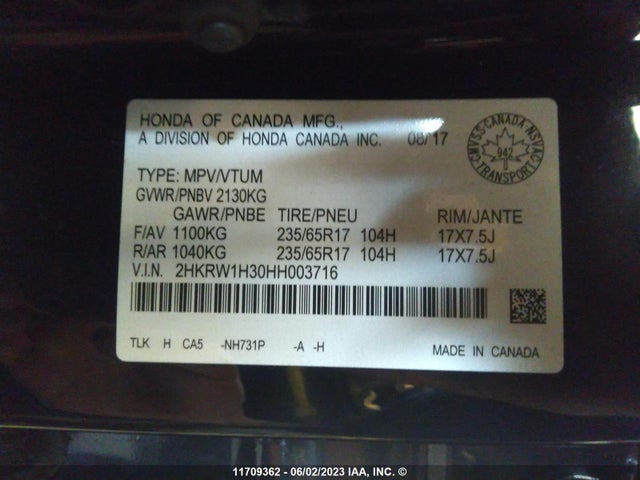 HONDA OF CANADA MFG.,
A DIVISION OF HONDA CANADA INC. 08/17
CMVSS-CANADA-NSVAC
942
TRANSPORT
TYPE: MPV/VTUM
GVWR/PNBV 2130KG
GAWR/PNBE TIRE/PNEU RIM/JANTE
F/AV 1100KG 235/65R17 104H 17X7.5J
R/AR 1040KG 235/65R17 104H 17X7.5J
V.I.N. 2HKRW1H30HH003716
TLK H CA5 -NH731P -A -H MADE IN CANADA
11709362 - 06/02/2023 IAA, INC. ©